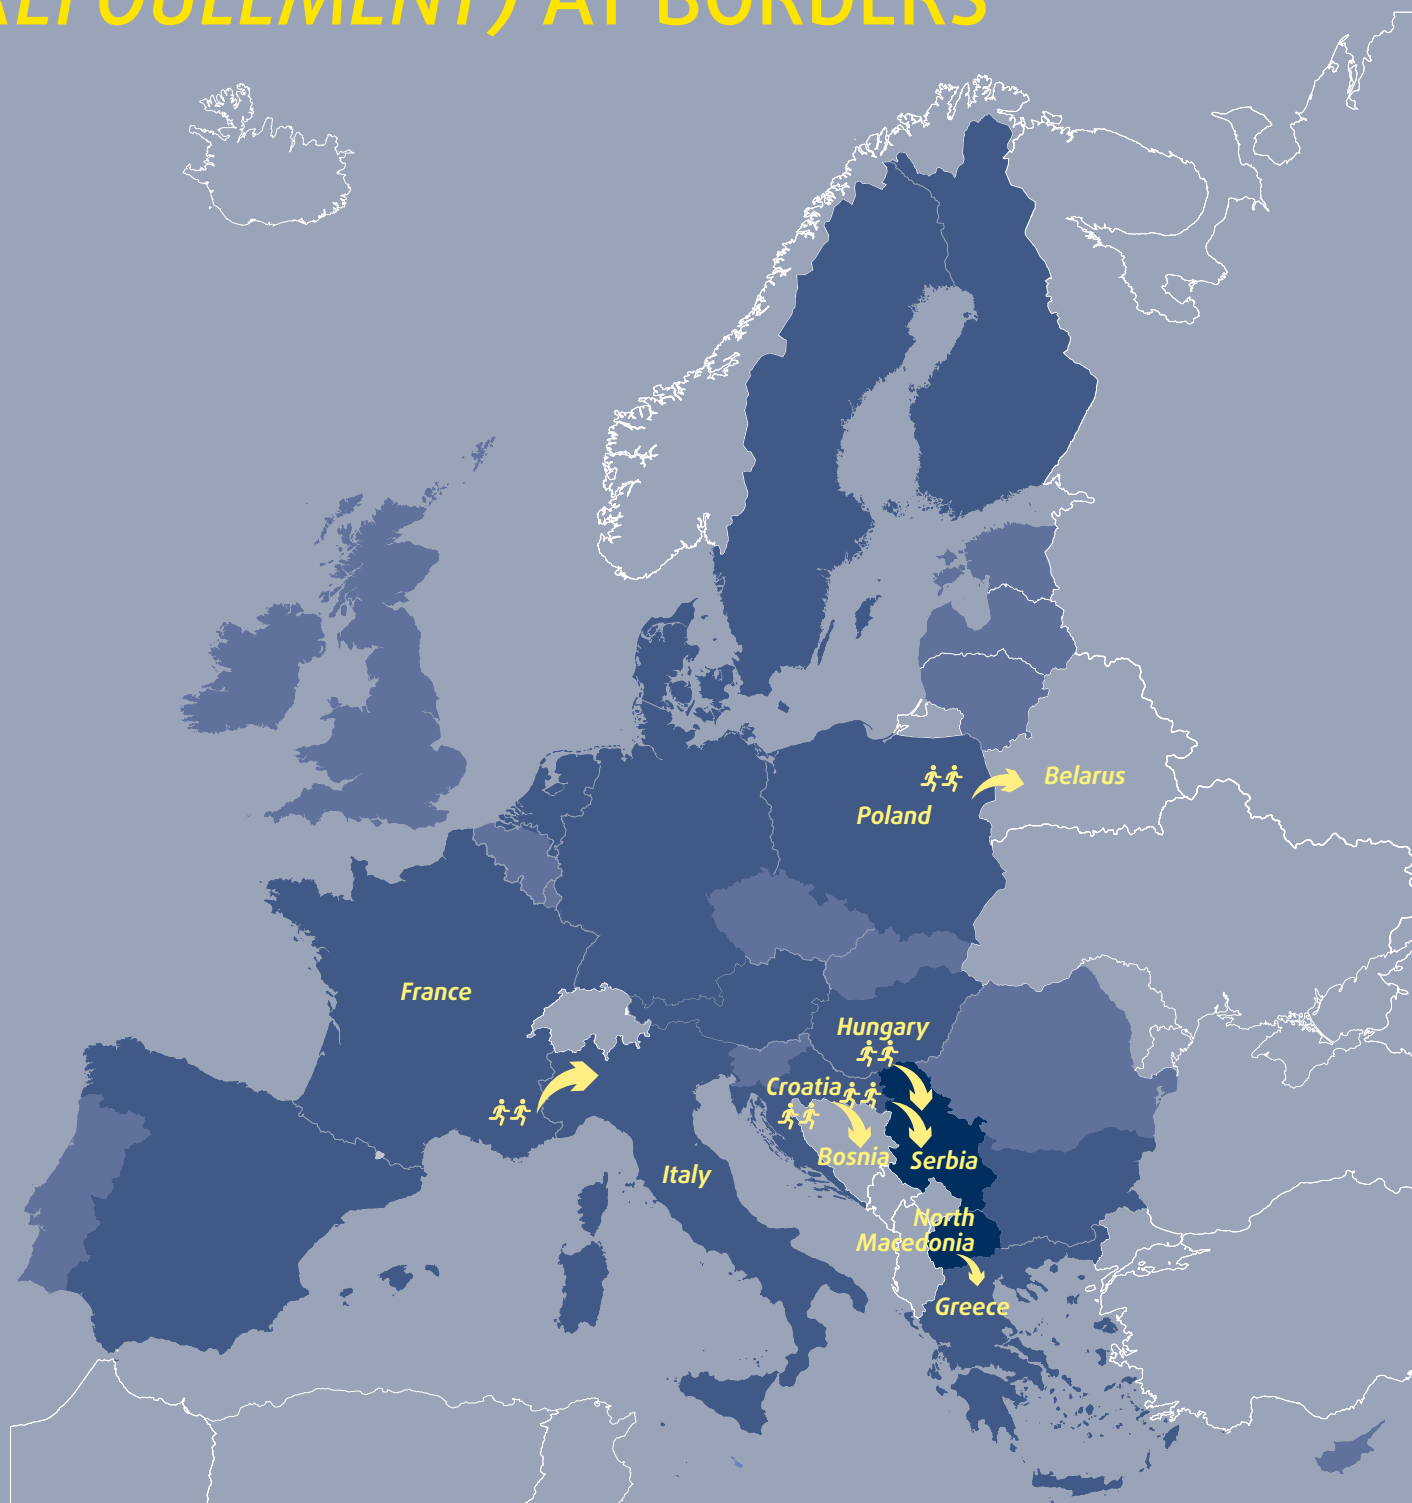 REFOULEMENT) AT BORDERS
Belarus
Poland
France
Hungary
Croatia
Bosnia
Serbia
Italy
North
Macedonia
Greece